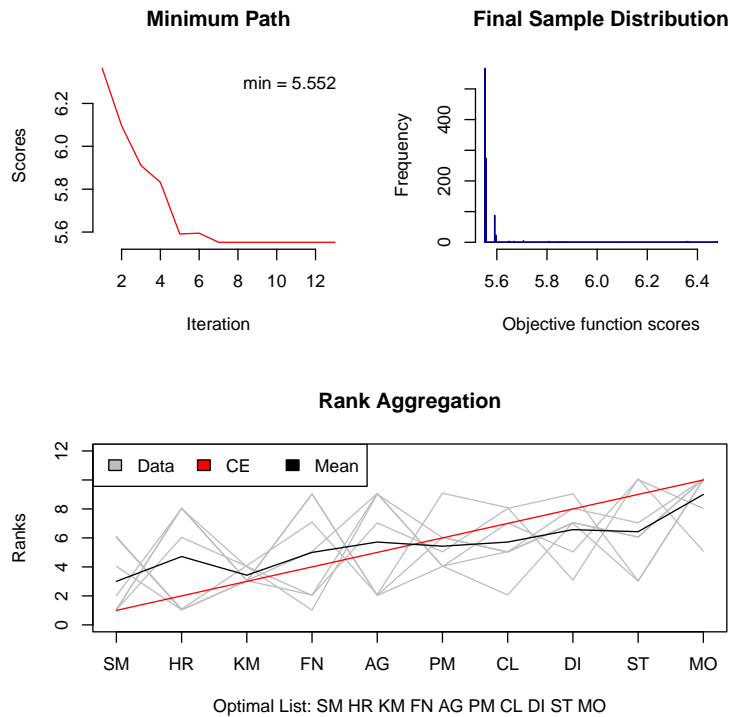 Minimum Path
min = 5.552
Scores
5.6 5.8 6.0 6.2
2 4 6 8 10 12
Iteration
Final Sample Distribution
Frequency
0 200 400
5.6 5.8 6.0 6.2 6.4
Objective function scores
Rank Aggregation
Data CE Mean
Ranks
0 2 4 6 8 12
SM HR KM FN AG PM CL DI ST MO
Optimal List: SM HR KM FN AG PM CL DI ST MO